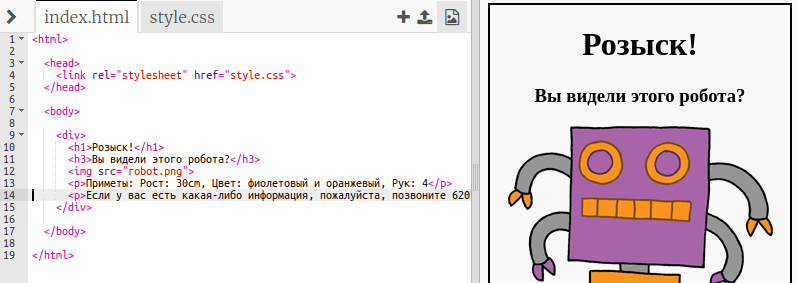 index.html
style.css
1 <html>
2
3 <head>
4 <link rel="stylesheet" href="style.css">
5 </head>
6
7 <body>
8
9 <div>
10 <h1>Розыск!</h1>
11 <h3>Вы видели этого робота?</h3>
12 <img src="robot.png">
13 <p>Приметы: Рост: 30cm, Цвет: фиолетовый и оранжевый, Рук: 4</p>
14 <p>Если у вас есть какая-либо информация, пожалуйста, позвоните 620
15 </div>
16
17 </body>
18
19 </html>
Розыск!
Вы видели этого робота?